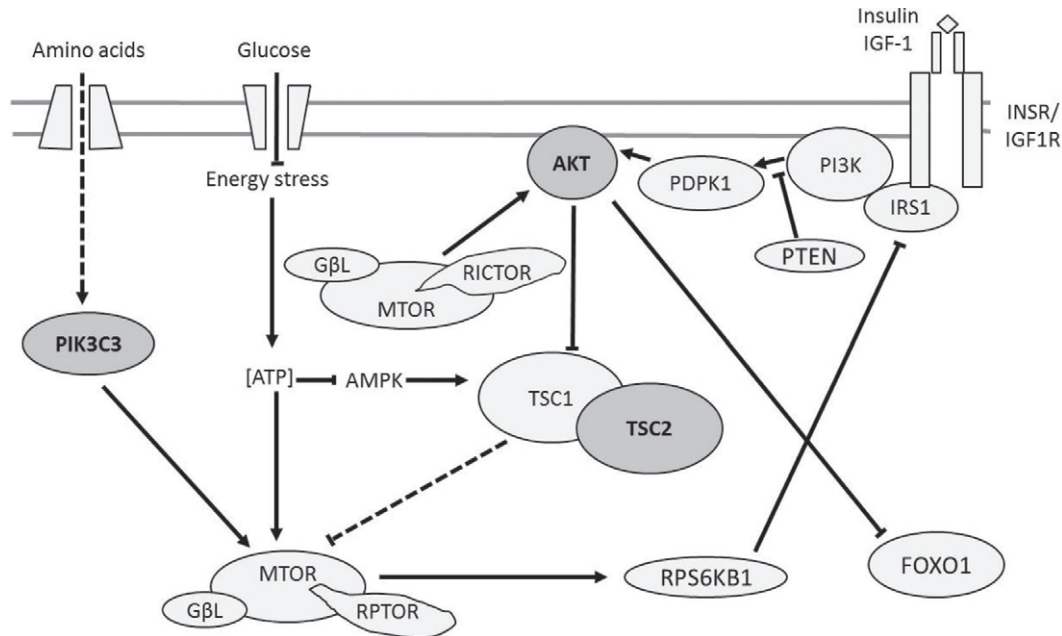 Insulin
IGF-1
Amino acids
Glucose
INSR/
IGF1R
Energy stress
AKT
PDPK1
PI3K
IRS1
PTEN
GβL
RICTOR
MTOR
PIK3C3
[ATP]
AMPK
TSC1
TSC2
MTOR
GβL
RPTOR
RPS6KB1
FOXO1